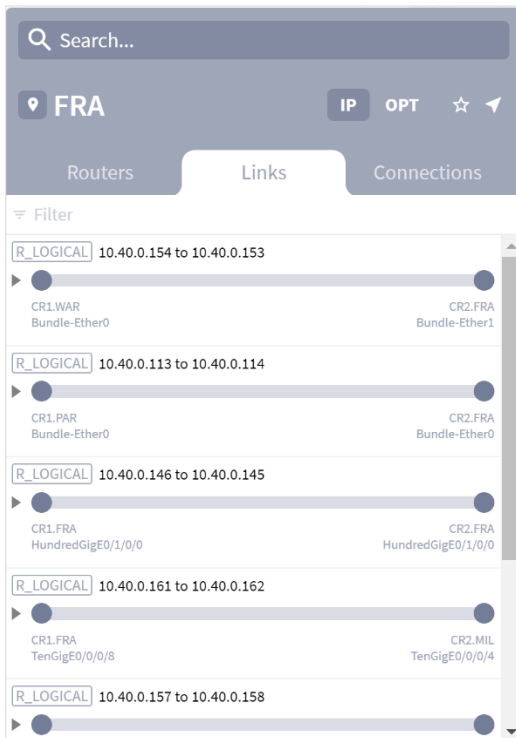 Search...
FRA IP OPT
Routers Links Connections
Filter
R_LOGICAL 10.40.0.154 to 10.40.0.153
CR1.WAR CR2.FRA
Bundle-Ether0 Bundle-Ether1
R_LOGICAL 10.40.0.113 to 10.40.0.114
CR1.PAR CR2.FRA
Bundle-Ether0 Bundle-Ether0
R_LOGICAL 10.40.0.146 to 10.40.0.145
CR1.FRA CR2.FRA
HundredGigE0/1/0/0 HundredGigE0/1/0/0
R_LOGICAL 10.40.0.161 to 10.40.0.162
CR1.FRA CR2.MIL
TenGigE0/0/0/8 TenGigE0/0/0/4
R_LOGICAL 10.40.0.157 to 10.40.0.158